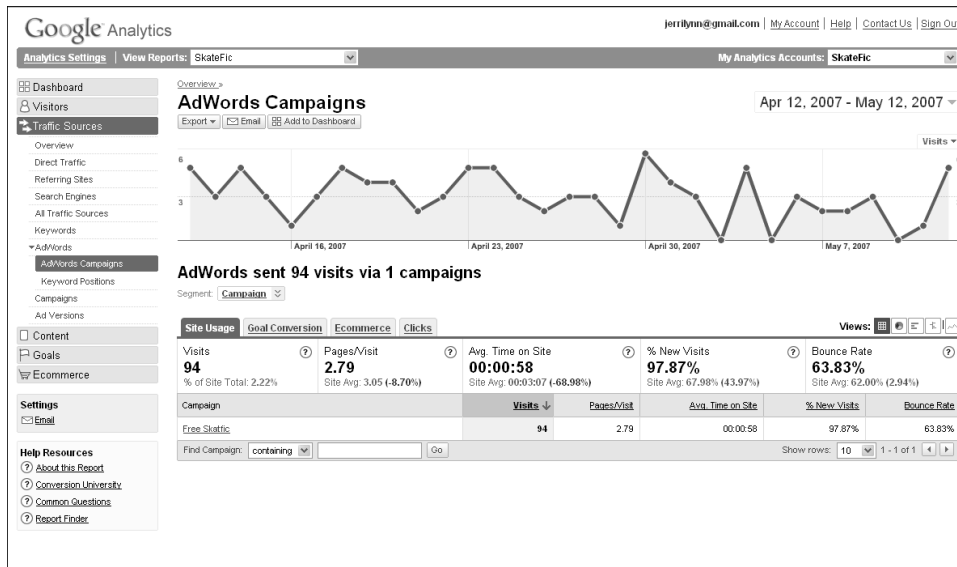 Google Analytics
jerrilynn@gmail.com | My Account | Help | Contact Us | Sign Out
Analytics Settings | View Reports: SkateFic
My Analytics Accounts: SkateFic
Dashboard
Visitors
Traffic Sources
Overview
Direct Traffic
Referring Sites
Search Engines
All Traffic Sources
Keywords
AdWords
AdWords Campaigns
Keyword Positions
Campaigns
Ad Versions
Content
Goals
Ecommerce
Settings
Email
Help Resources
? About this Report
? Conversion University
? Common Questions
? Report Finder
Overview »
AdWords Campaigns
Apr 12, 2007 - May 12, 2007
Export Email Add to Dashboard
Visits
6
3
April 16, 2007 April 23, 2007 April 30, 2007 May 7, 2007
AdWords sent 94 visits via 1 campaigns
Segment: Campaign
Site Usage Goal Conversion Ecommerce Clicks
Views:
Visits ? Pages/Visit ? Avg. Time on Site ? % New Visits ? Bounce Rate ?
94 2.79 00:00:58 97.87% 63.83%
% of Site Total: 2.22% Site Avg: 3.05 (-8.70%) Site Avg: 00:03:07 (-68.98%) Site Avg: 67.98% (43.97%) Site Avg: 62.00% (2.94%)
Campaign Visits ↓ Pages/Visit Avg. Time on Site % New Visits Bounce Rate
Free Skatfic 94 2.79 00:00:58 97.87% 63.83%
Find Campaign: containing Go Show rows: 10 1 - 1 of 1